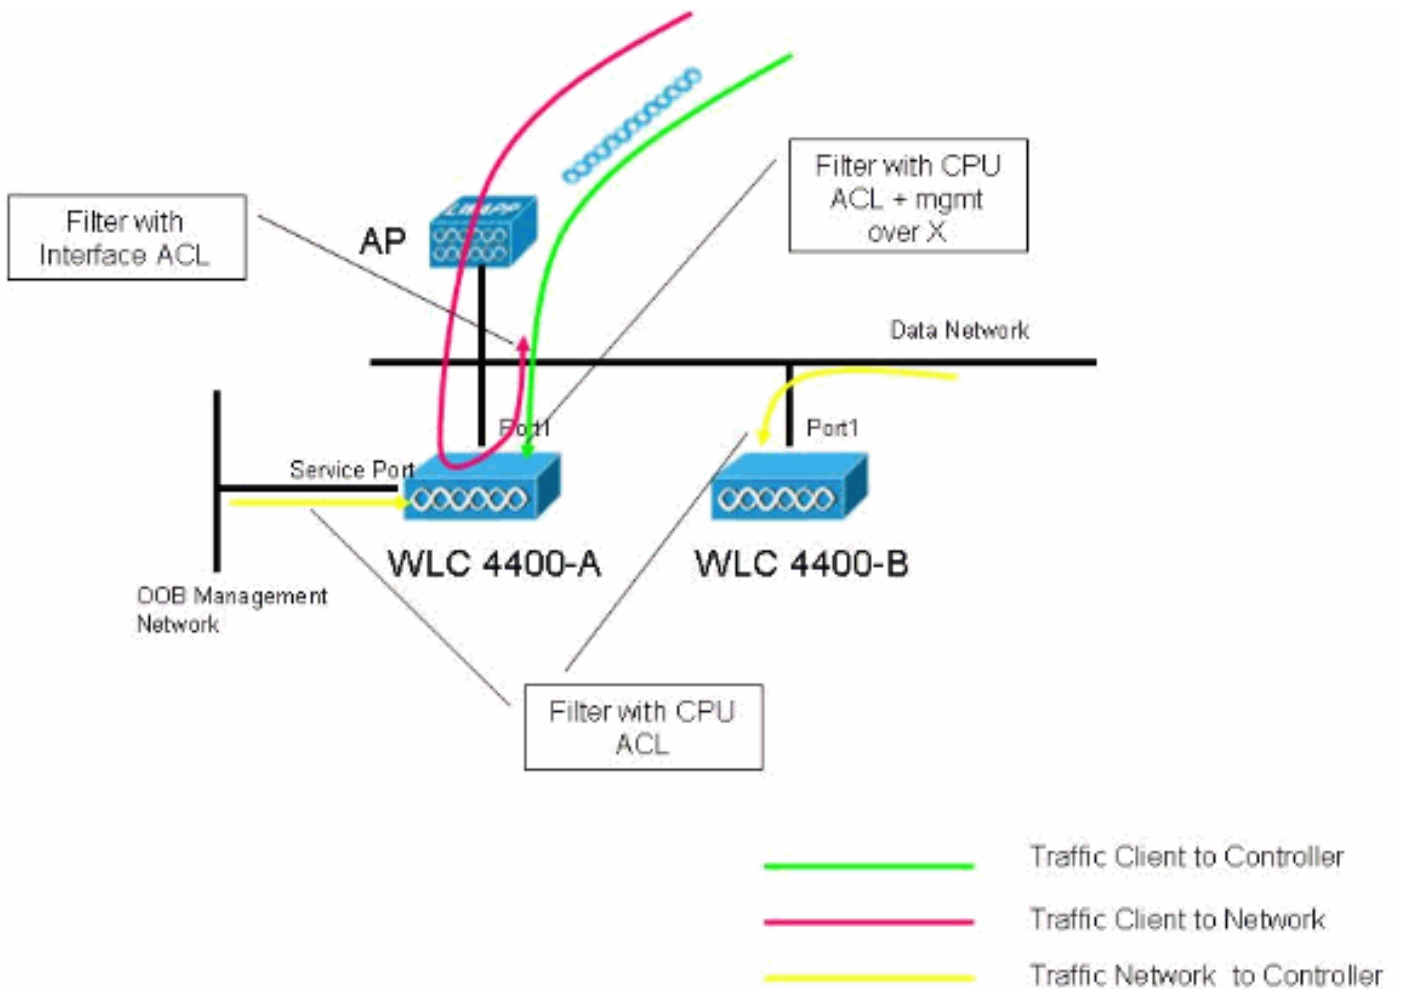 LWAPP
Filter with CPU
ACL + mgmt
over X
Filter with
Interface ACL
AP
Data Network
Port1
Port1
Service Port
WLC 4400-A
WLC 4400-B
OOB Management
Network
Filter with CPU
ACL
Traffic Client to Controller
Traffic Client to Network
Traffic Network to Controller